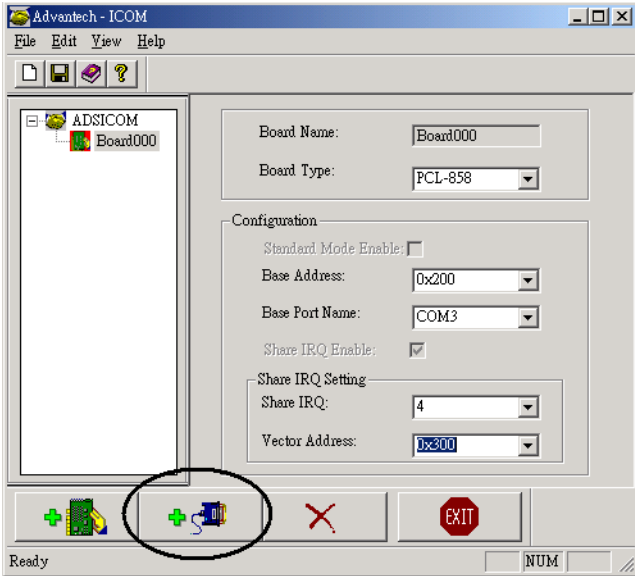 Advantech - ICOM
File Edit View Help
ADSICOM
Board000
Board Name: Board000
Board Type: PCL-858
Configuration
Standard Mode Enable:
Base Address: 0x200
Base Port Name: COM3
Share IRQ Enable:
Share IRQ Setting
Share IRQ: 4
Vector Address: 0x300
EXIT
Ready NUM